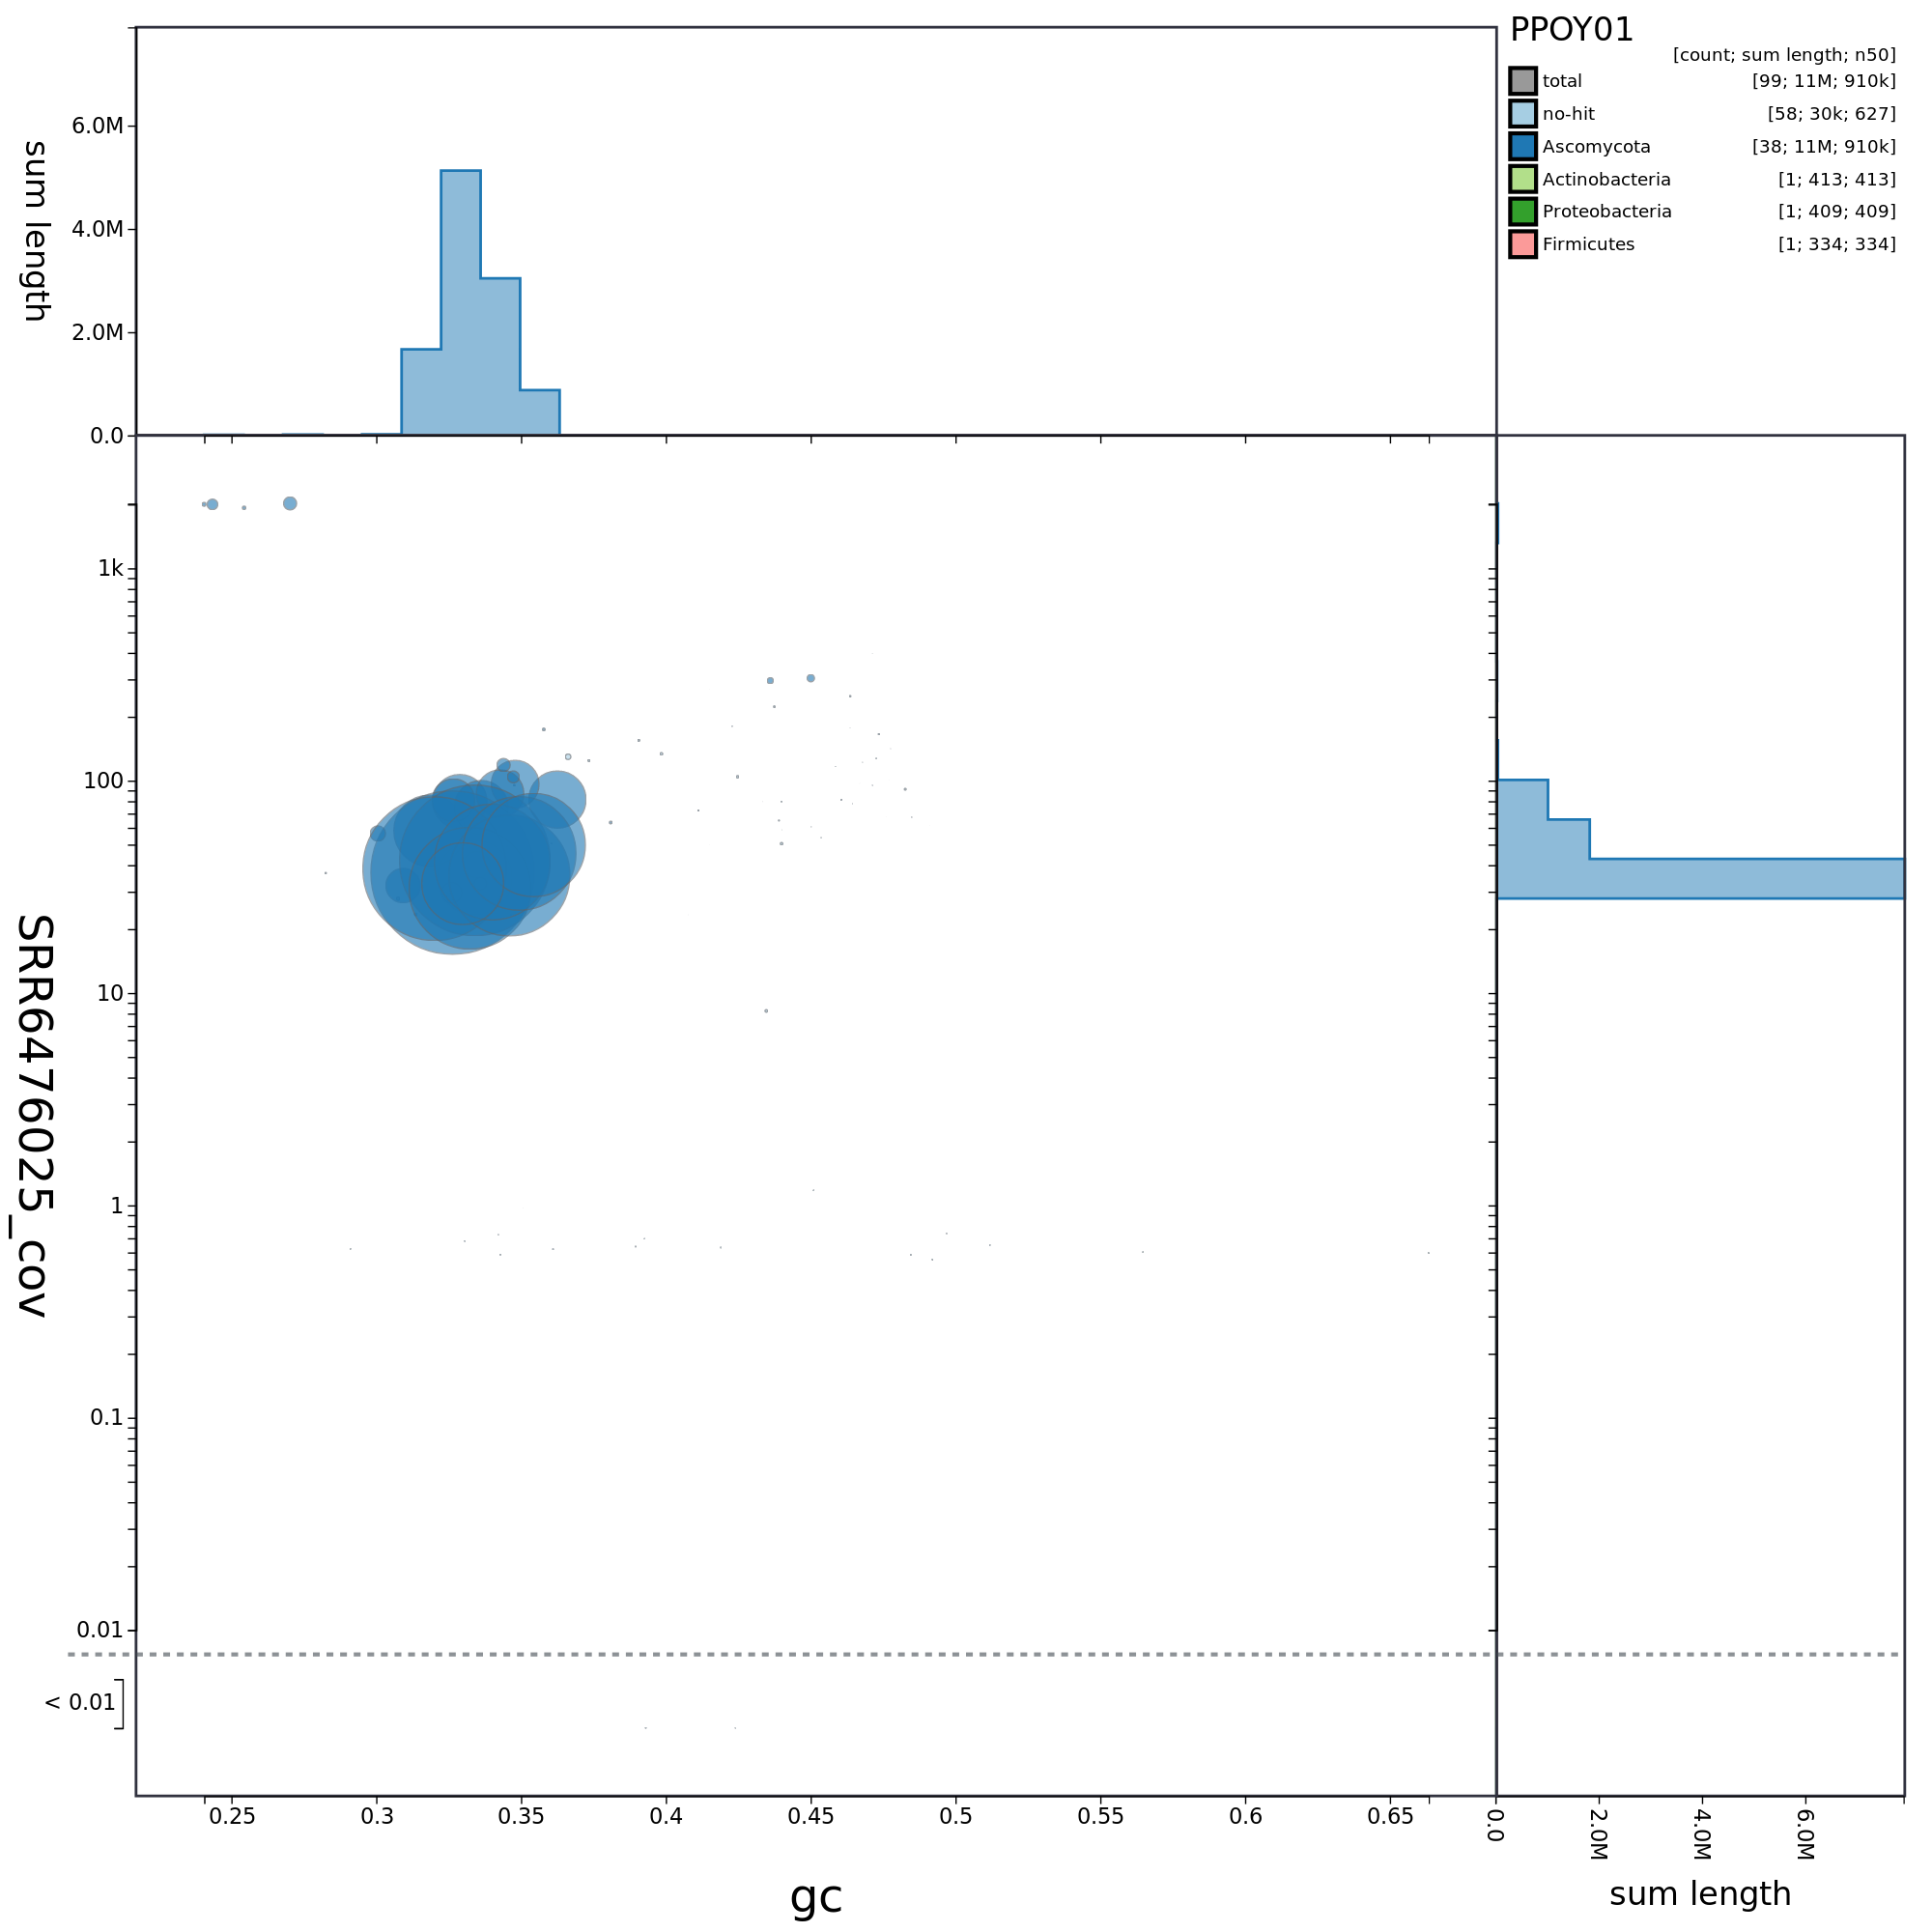 PPOY01
[count; sum length; n50]
total [99; 11M; 910k]
no-hit [58; 30k; 627]
Ascomycota [38; 11M; 910k]
Actinobacteria [1; 413; 413]
Proteobacteria [1; 409; 409]
Firmicutes [1; 334; 334]
sum length
6.0M
4.0M
2.0M
0.0
SRR6476025_cov
1k
100
10
1
0.1
0.01
< 0.01
0.25 0.3 0.35 0.4 0.45 0.5 0.55 0.6 0.65
gc
0.0 2.0M 4.0M 6.0M
sum length